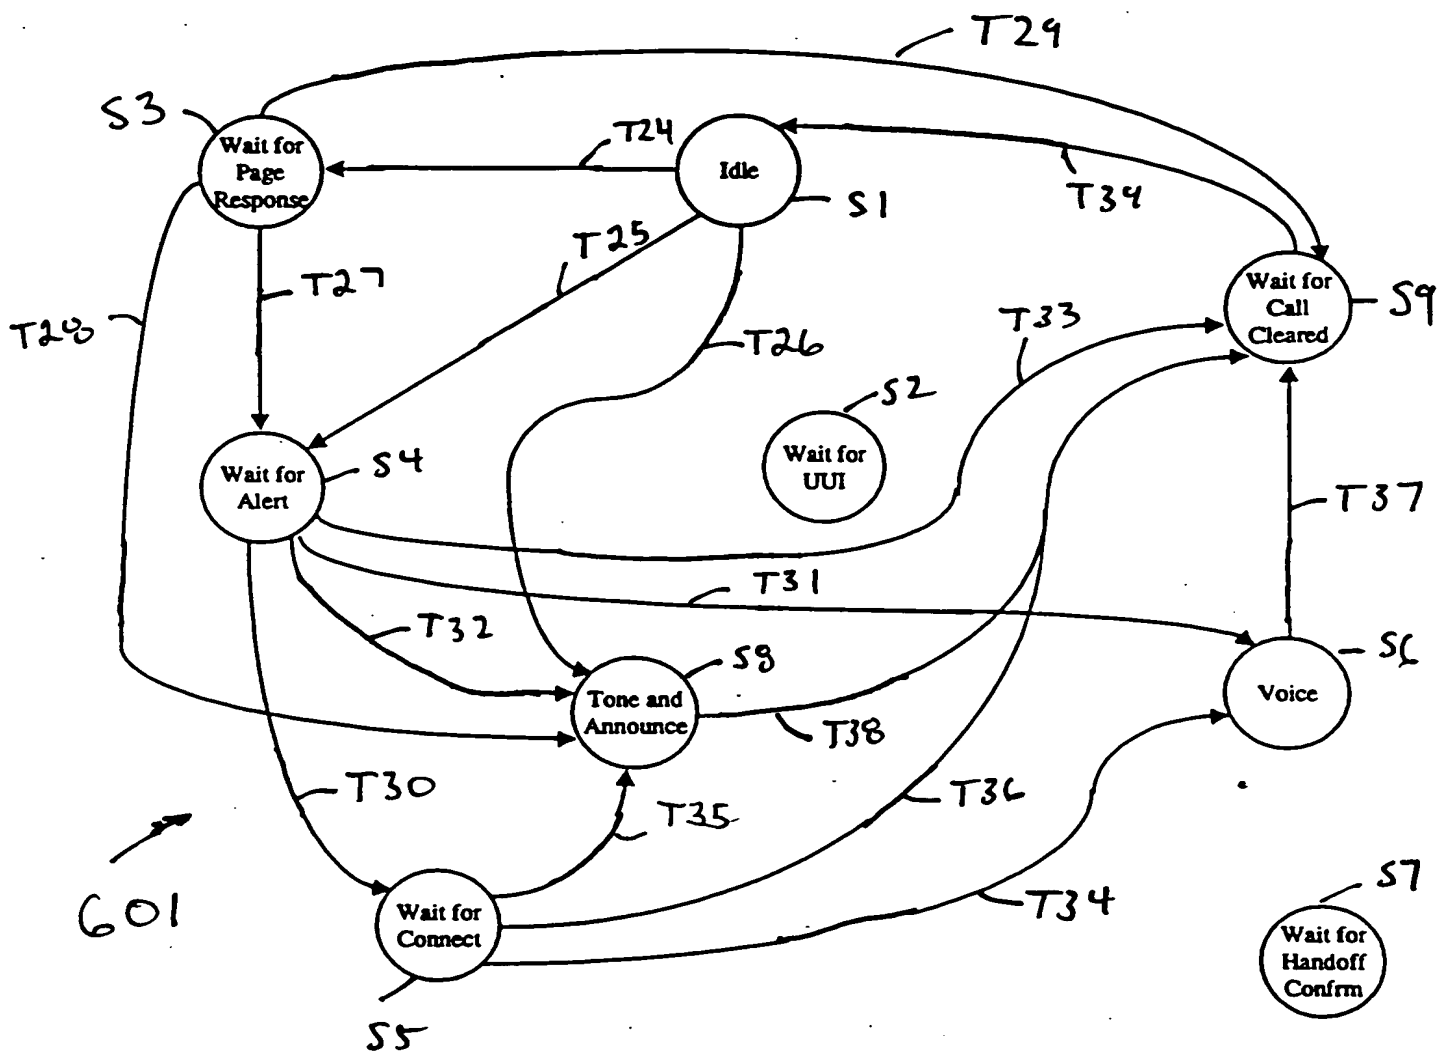 T29
S3
Wait for
Page
Response
T24
Idle
S1
T39
T25
T27
T28
T26
Wait for
Call
Cleared
S9
T33
S2
Wait for
UUI
Wait for
Alert
S4
T37
T31
T32
S8
Tone and
Announce
T38
S6
Voice
T30
T35
T36
601
Wait for
Connect
T34
S7
Wait for
Handoff
Confrm
S5